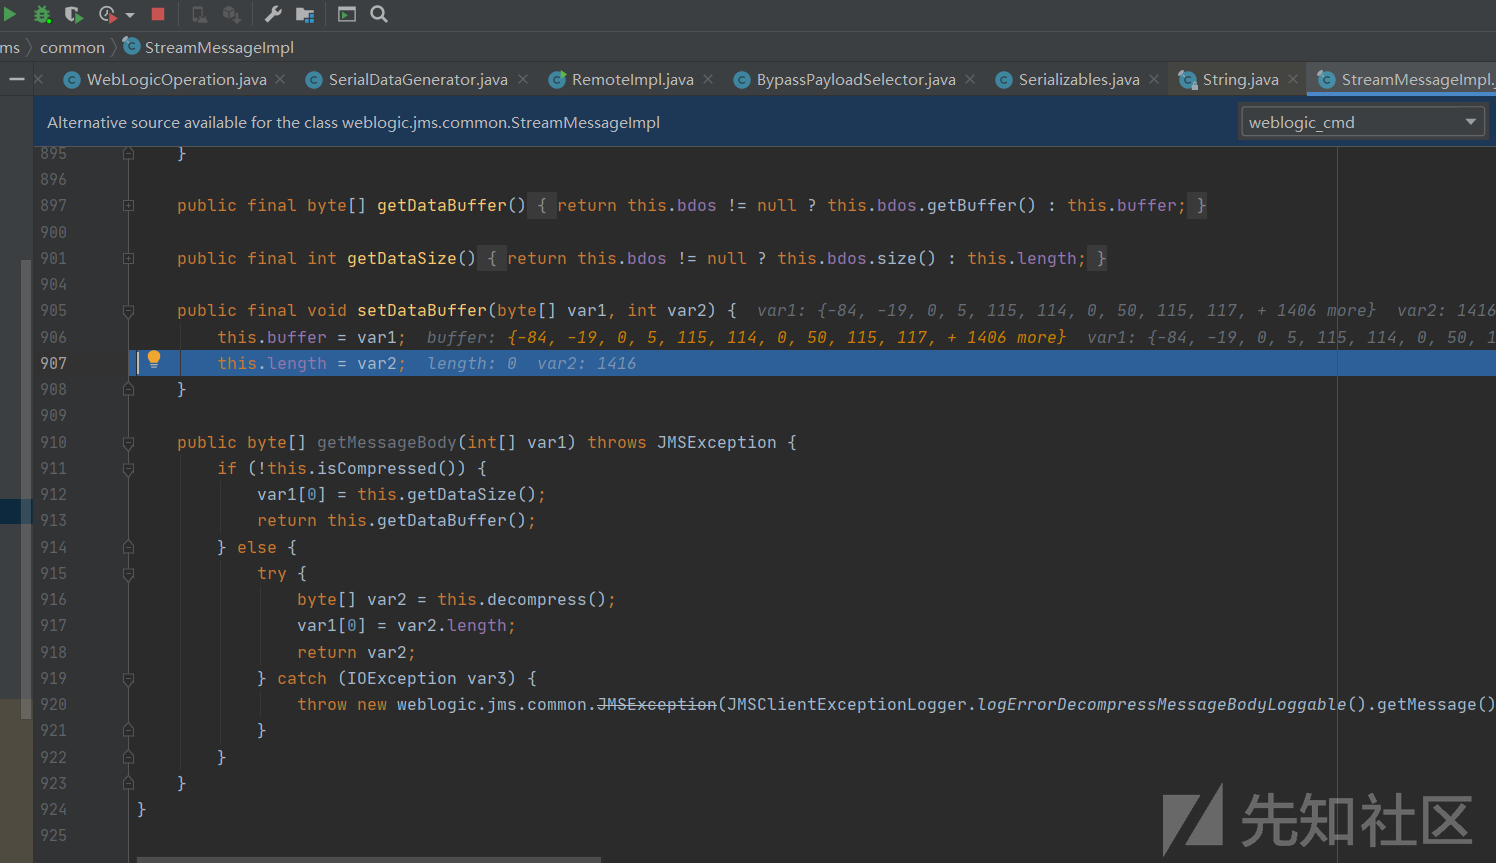 ms 〉 common 〉 StreamMessageImpl
WebLogicOperation.java SerialDataGenerator.java RemoteImpl.java BypassPayloadSelector.java Serializables.java String.java StreamMessageImpl.
Alternative source available for the class weblogic.jms.common.StreamMessageImpl weblogic_cmd
895 }
896
897 public final byte[] getDataBuffer() { return this.bdos != null ? this.bdos.getBuffer() : this.buffer; }
900
901 public final int getDataSize() { return this.bdos != null ? this.bdos.size() : this.length; }
904
905 public final void setDataBuffer(byte[] var1, int var2) { var1: {-84, -19, 0, 5, 115, 114, 0, 50, 115, 117, + 1406 more} var2: 1416
906 this.buffer = var1; buffer: {-84, -19, 0, 5, 115, 114, 0, 50, 115, 117, + 1406 more} var1: {-84, -19, 0, 5, 115, 114, 0, 50, 1
907 this.length = var2; length: 0 var2: 1416
908 }
909
910 public byte[] getMessageBody(int[] var1) throws JMSException {
911 if (!this.isCompressed()) {
912 var1[0] = this.getDataSize();
913 return this.getDataBuffer();
914 } else {
915 try {
916 byte[] var2 = this.decompress();
917 var1[0] = var2.length;
918 return var2;
919 } catch (IOException var3) {
920 throw new weblogic.jms.common.JMSException(JMSClientExceptionLogger.logErrorDecompressMessageBodyLoggable().getMessage()
921 }
922 }
923 }
924 }
925
先知社区